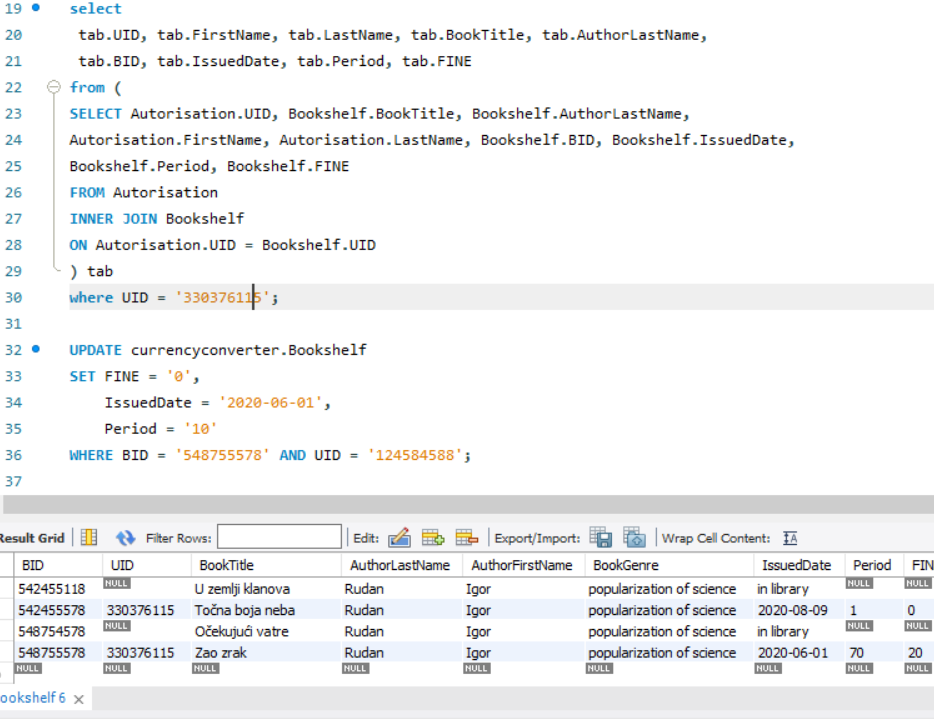 19 select
20 tab.UID, tab.FirstName, tab.LastName, tab.BookTitle, tab.AuthorLastName,
21 tab.BID, tab.IssuedDate, tab.Period, tab.FINE
22 from (
23 SELECT Autorisation.UID, Bookshelf.BookTitle, Bookshelf.AuthorLastName,
24 Autorisation.FirstName, Autorisation.LastName, Bookshelf.BID, Bookshelf.IssuedDate,
25 Bookshelf.Period, Bookshelf.FINE
26 FROM Autorisation
27 INNER JOIN Bookshelf
28 ON Autorisation.UID = Bookshelf.UID
29 ) tab
30 where UID = '330376115';
31
32 UPDATE currencyconverter.Bookshelf
33 SET FINE = '0',
34 IssuedDate = '2020-06-01',
35 Period = '10'
36 WHERE BID = '548755578' AND UID = '124584588';
37
Result Grid Filter Rows: Edit: Export/Import: Wrap Cell Content: IA
BID UID BookTitle AuthorLastName AuthorFirstName BookGenre IssuedDate Period FIN
542455118 NULL U zemlji klanova Rudan Igor popularization of science in library NULL NULL
542455578 330376115 Točna boja neba Rudan Igor popularization of science 2020-08-09 1 0
548754578 NULL Očekujući vatre Rudan Igor popularization of science in library NULL NULL
548755578 330376115 Zao zrak Rudan Igor popularization of science 2020-06-01 70 20
NULL NULL NULL NULL NULL NULL NULL NULL NULL
ookshelf 6